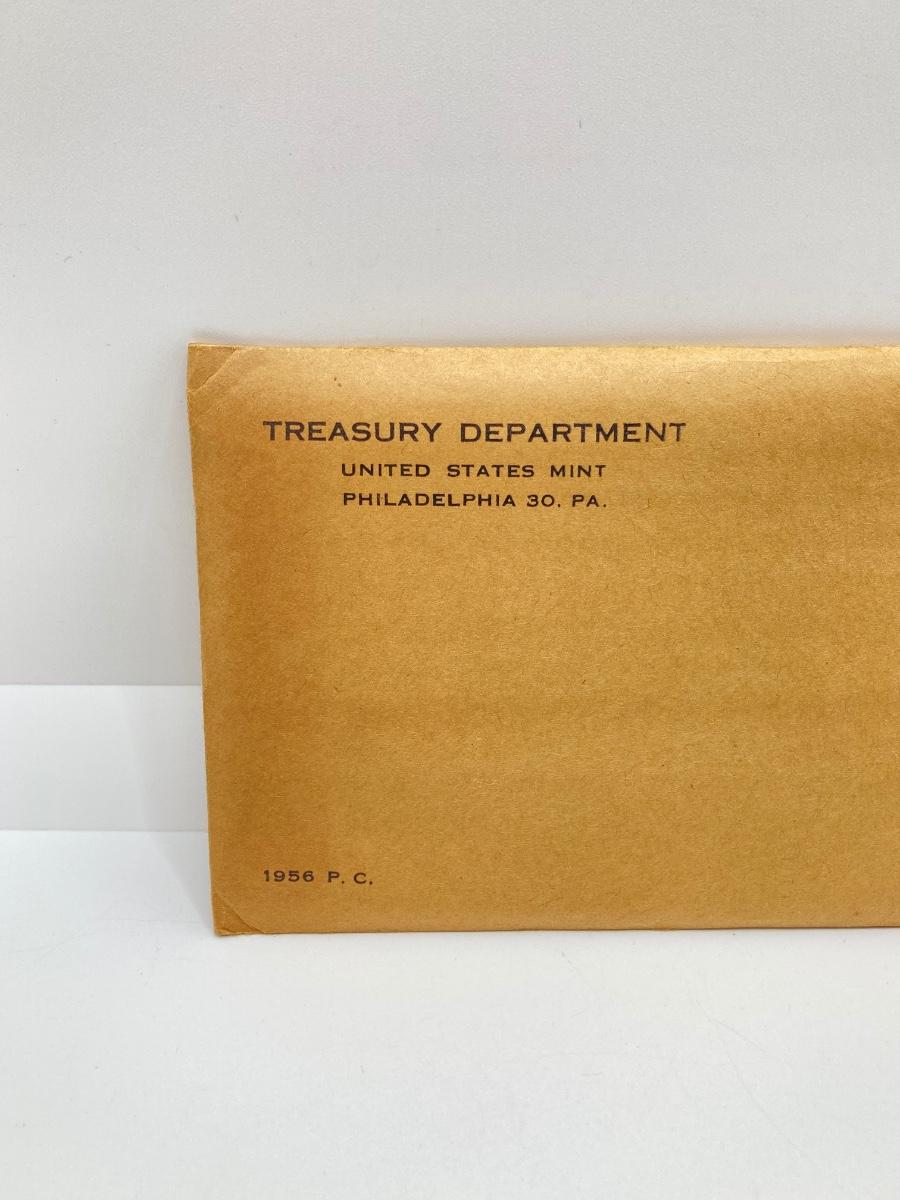 TREASURY DEPARTMENT
UNITED STATES MINT
PHILADELPHIA 30, PA.
1956 P. C.